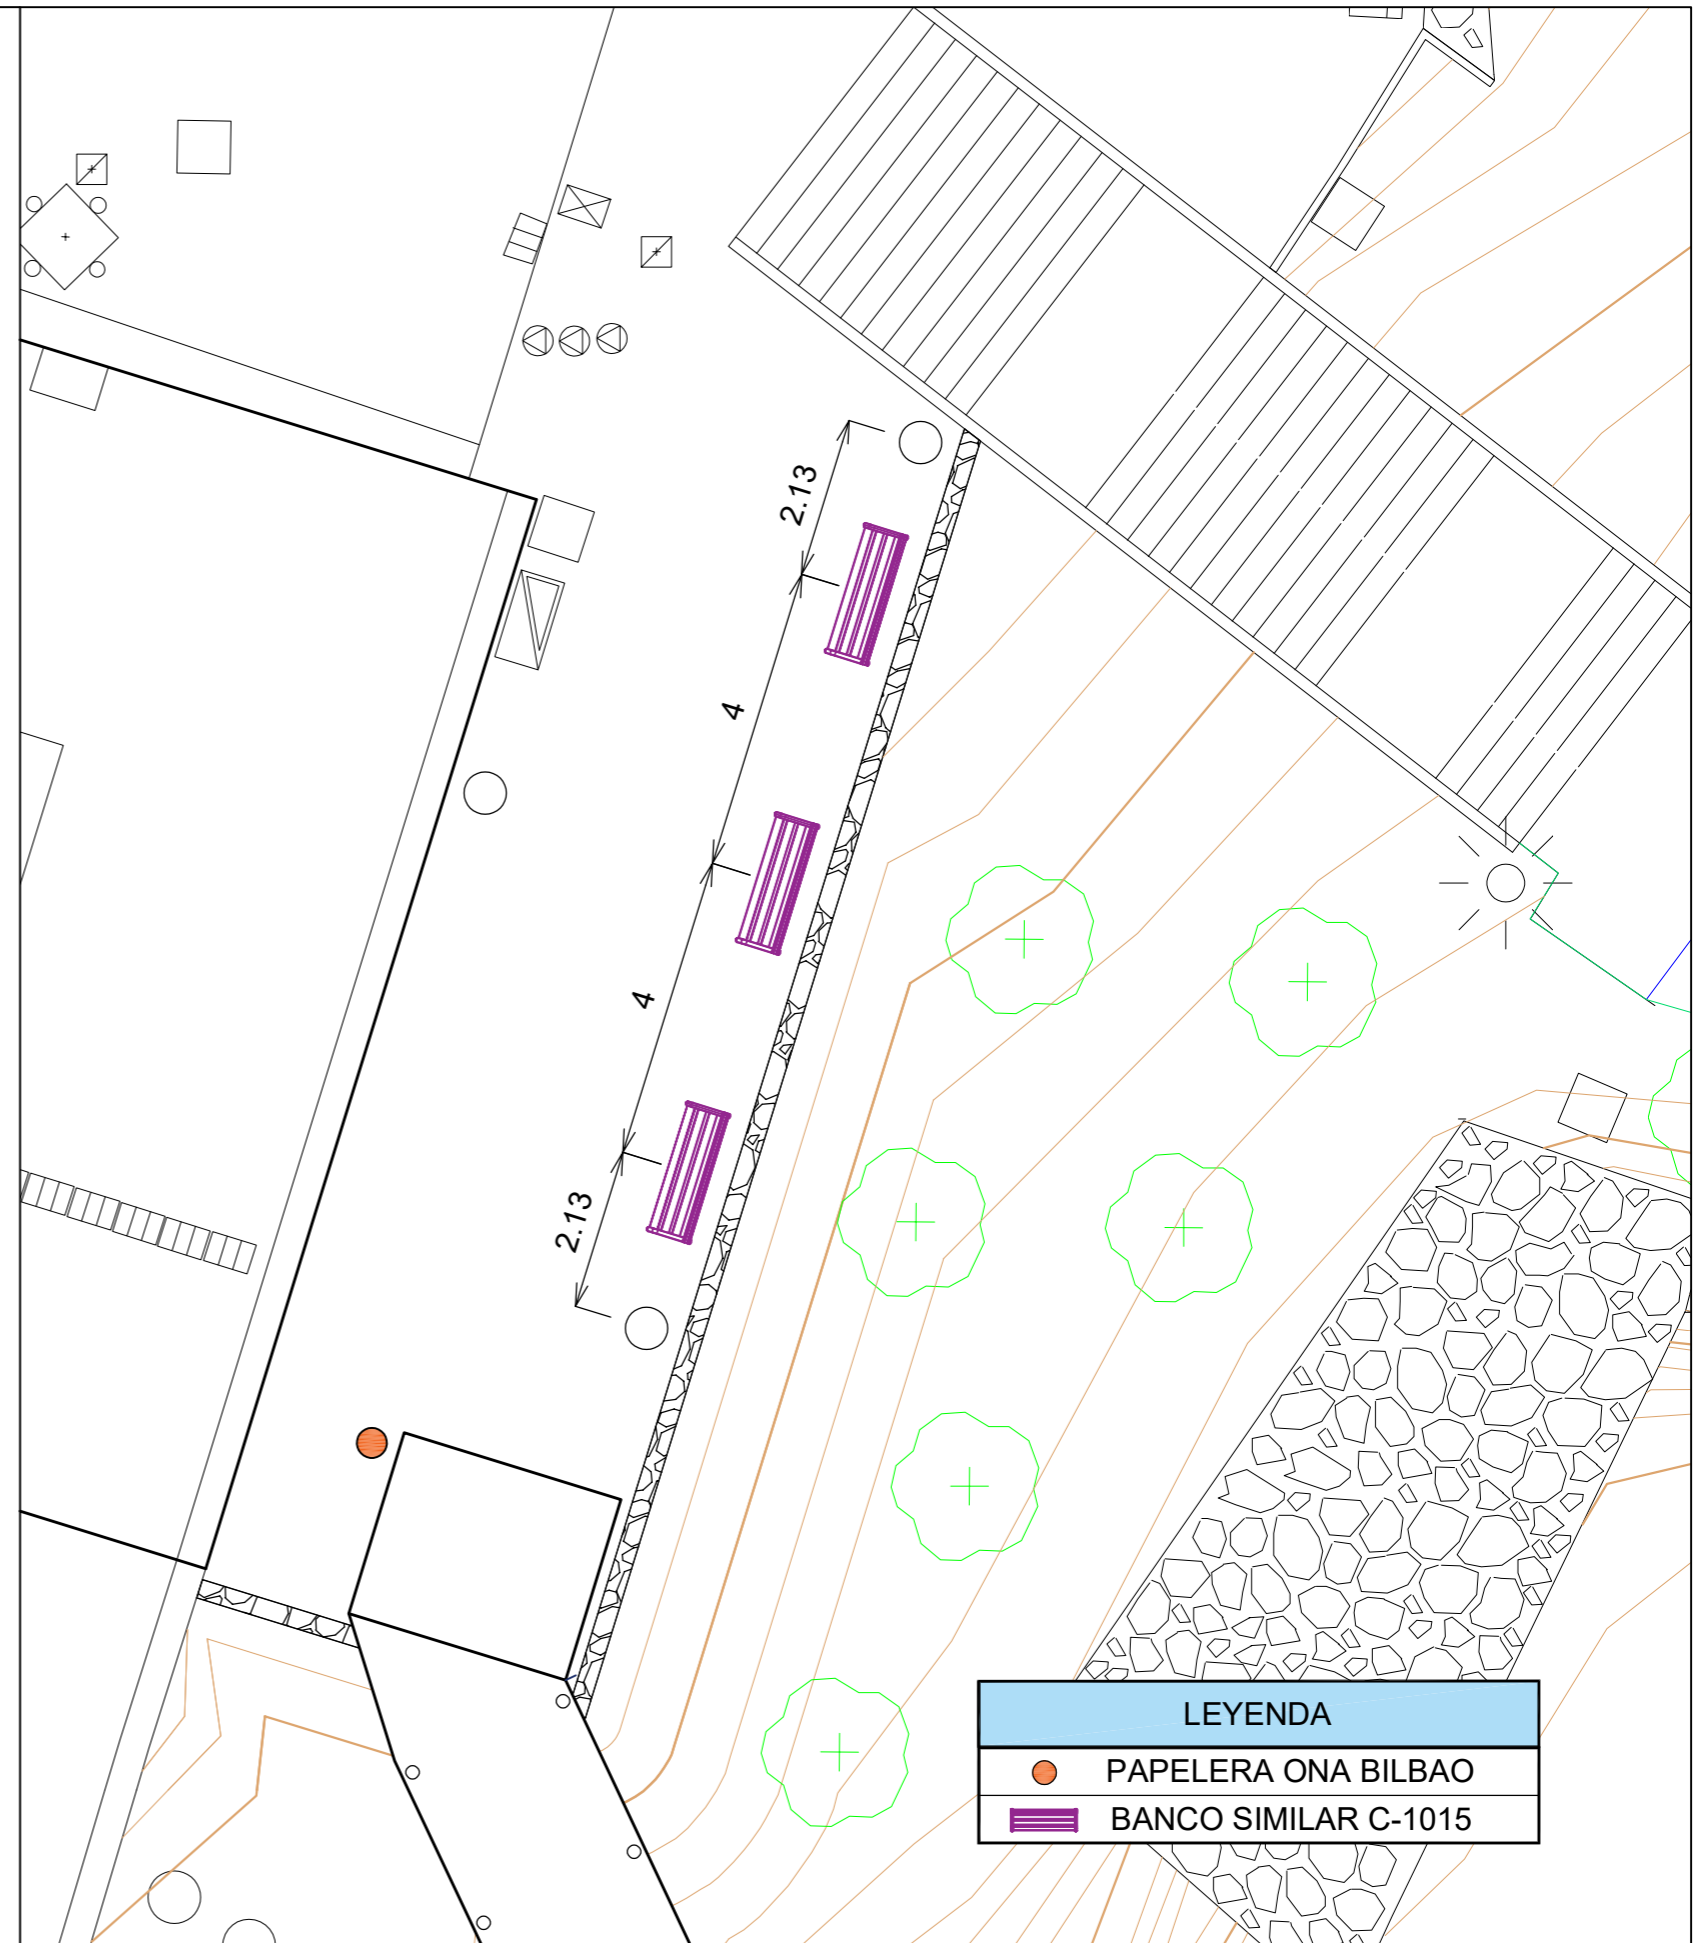 2.13
4
4
2.13
LEYENDA
PAPELERA ONA BILBAO
BANCO SIMILAR C-1015